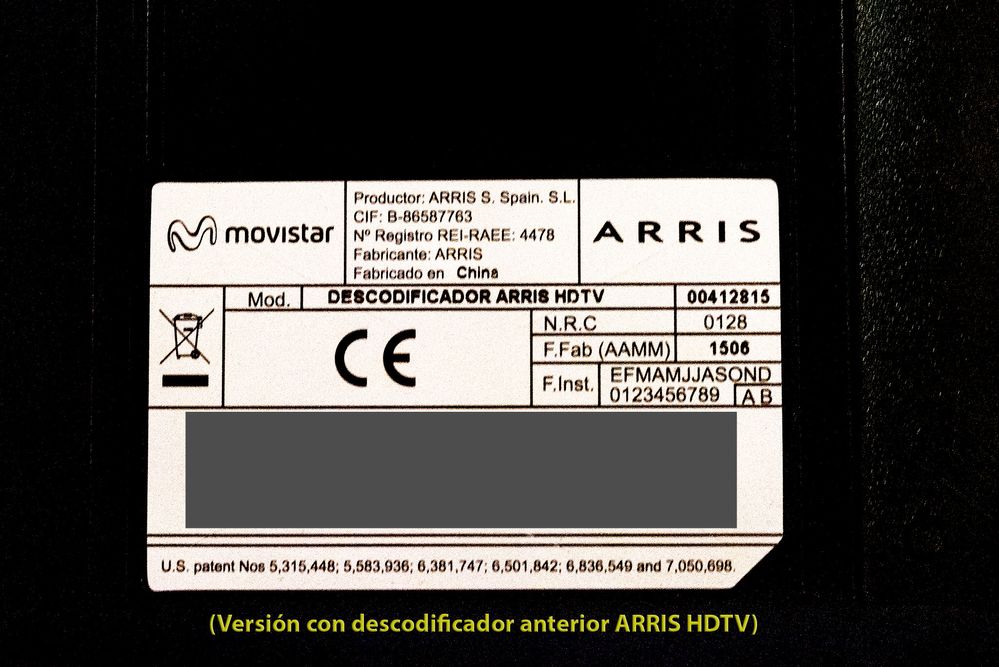 movistar
Productor: ARRIS S. Spain. S.L.
CIF: B-86587763
Nº Registro REI-RAEE: 4478
Fabricante: ARRIS
Fabricado en China
ARRIS
Mod. DESCODIFICADOR ARRIS HDTV 00412815
CE
N.R.C 0128
F.Fab (AAMM) 1506
F.Inst. EFMAMJJASOND
0123456789 AB
U.S. patent Nos 5,315,448; 5,583,936; 6,381,747; 6,501,842; 6,836,549 and 7,050,698.
(Versión con descodificador anterior ARRIS HDTV)